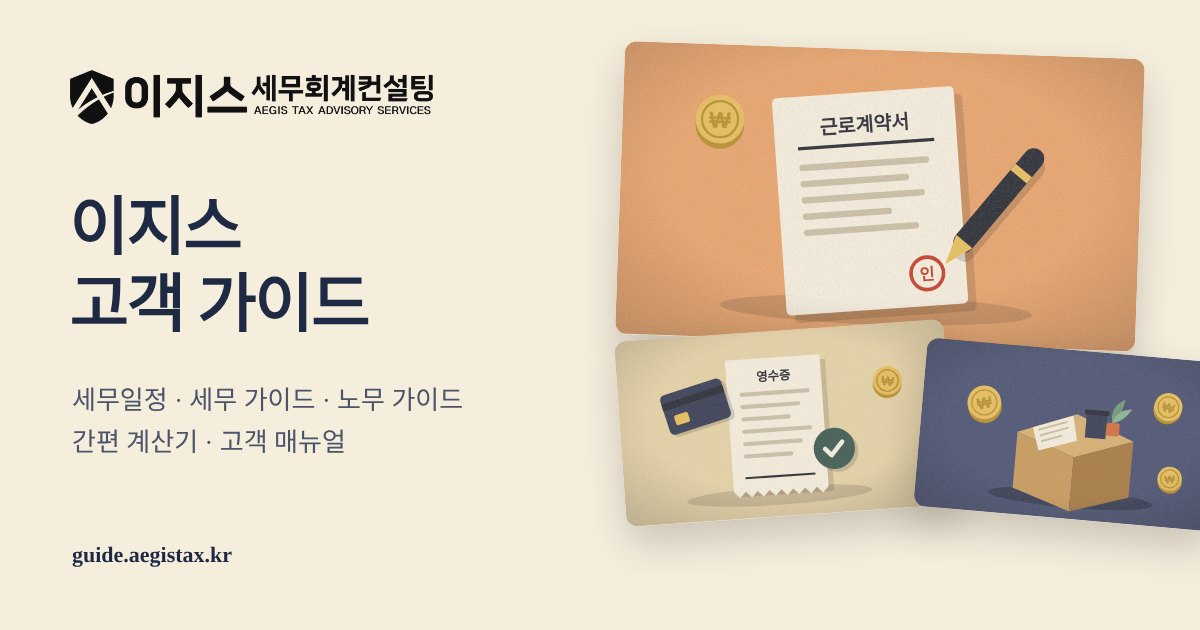 이지스 세무회계컨설팅
AEGIS TAX ADVISORY SERVICES
이지스
고객 가이드
세무일정 · 세무 가이드 · 노무 가이드
간편 계산기 · 고객 매뉴얼
guide.aegistax.kr
₩
근로계약서
인
영수증
₩
₩
₩
₩